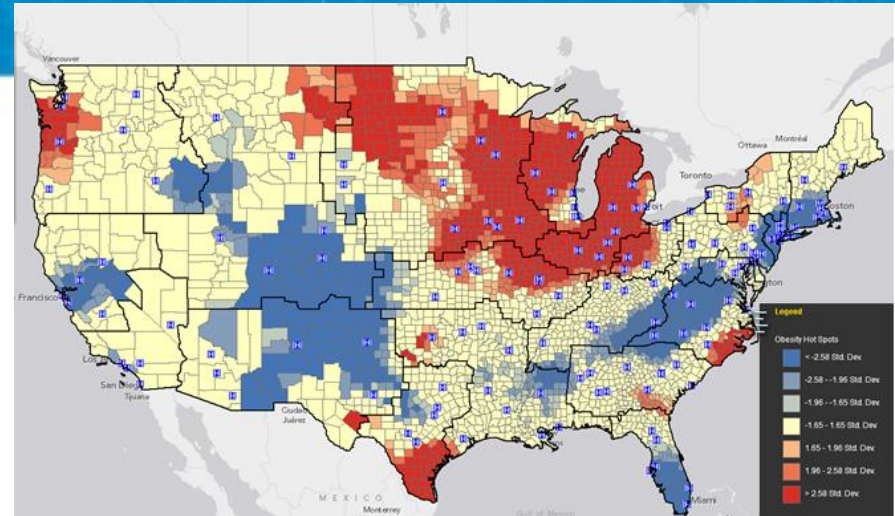 Vancouver
Ottawa
Montréal
Toronto
Francisco
San Diego
Tijuana
Ciudad
Juárez
MEXICO
Monterrey
Miami
Legend
Obesity Hot Spots
< -2.58 Std. Dev.
-2.58 - -1.96 Std. Dev.
-1.96 - -1.65 Std. Dev.
-1.65 - 1.65 Std. Dev.
1.65 - 1.96 Std. Dev.
1.96 - 2.58 Std. Dev.
> 2.58 Std. Dev.